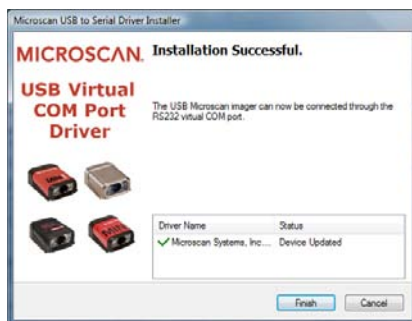 Microscan USB to Serial Driver Installer
MICROSCAN.
Installation Successful.
USB Virtual
COM Port
Driver
The USB Microscan imager can now be connected through the
RS232 virtual COM port.
Driver Name Status
Microscan Systems, Inc.... Device Updated
Finish Cancel